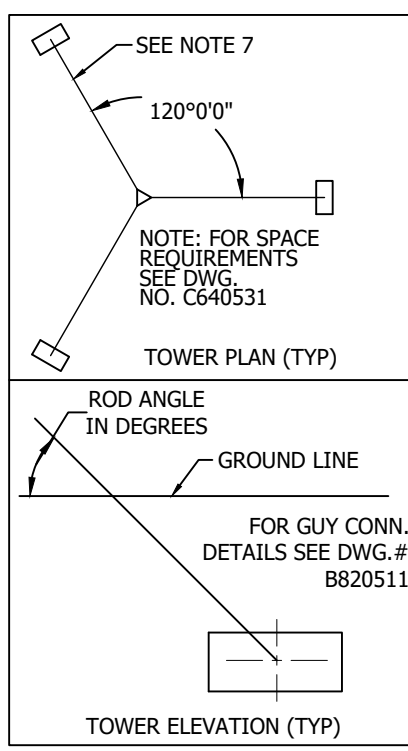 SEE NOTE 7
120°0'0"
NOTE: FOR SPACE
REQUIREMENTS
SEE DWG.
NO. C640531
TOWER PLAN (TYP)
ROD ANGLE
IN DEGREES
GROUND LINE
FOR GUY CONN.
DETAILS SEE DWG.#
B820511
TOWER ELEVATION (TYP)